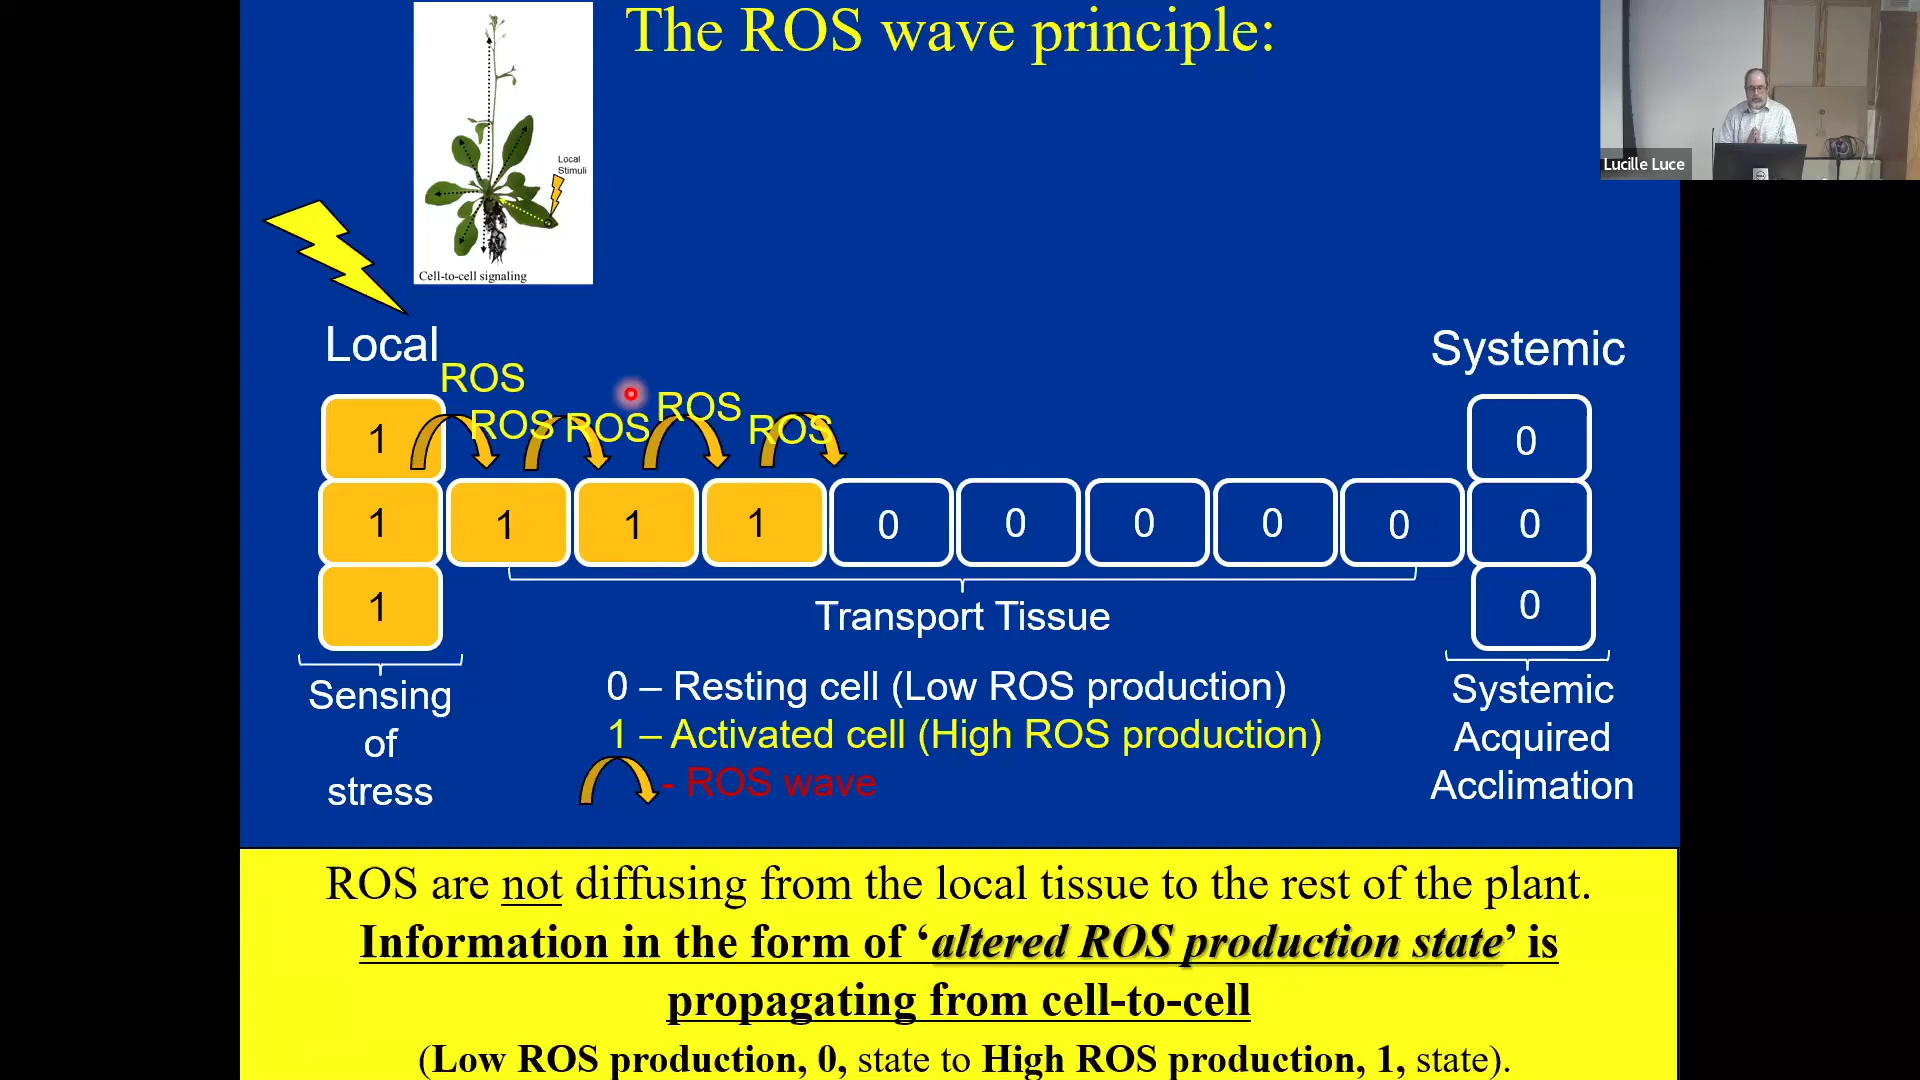 The ROS wave principle:
Local
Stimuli
Cell-to-cell signaling
Lucille Luce
Local
Systemic
ROS
ROS ROS ROS ROS
1
0
1 1 1 1 0 0 0 0 0 0
1
0
Transport Tissue
Sensing
of
stress
0 – Resting cell (Low ROS production)
1 – Activated cell (High ROS production)
- ROS wave
Systemic
Acquired
Acclimation
ROS are not diffusing from the local tissue to the rest of the plant.
Information in the form of ‘altered ROS production state’ is
propagating from cell-to-cell
(Low ROS production, 0, state to High ROS production, 1, state).